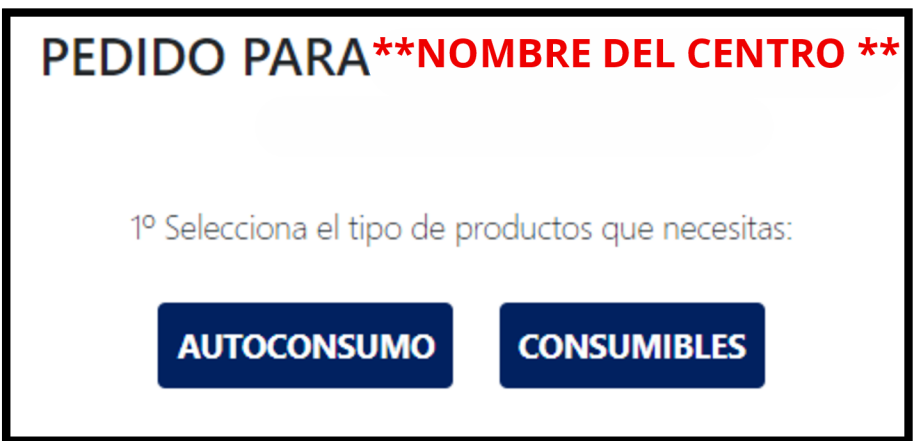 PEDIDO PARA **NOMBRE DEL CENTRO **
1º Selecciona el tipo de productos que necesitas:
AUTOCONSUMO CONSUMIBLES